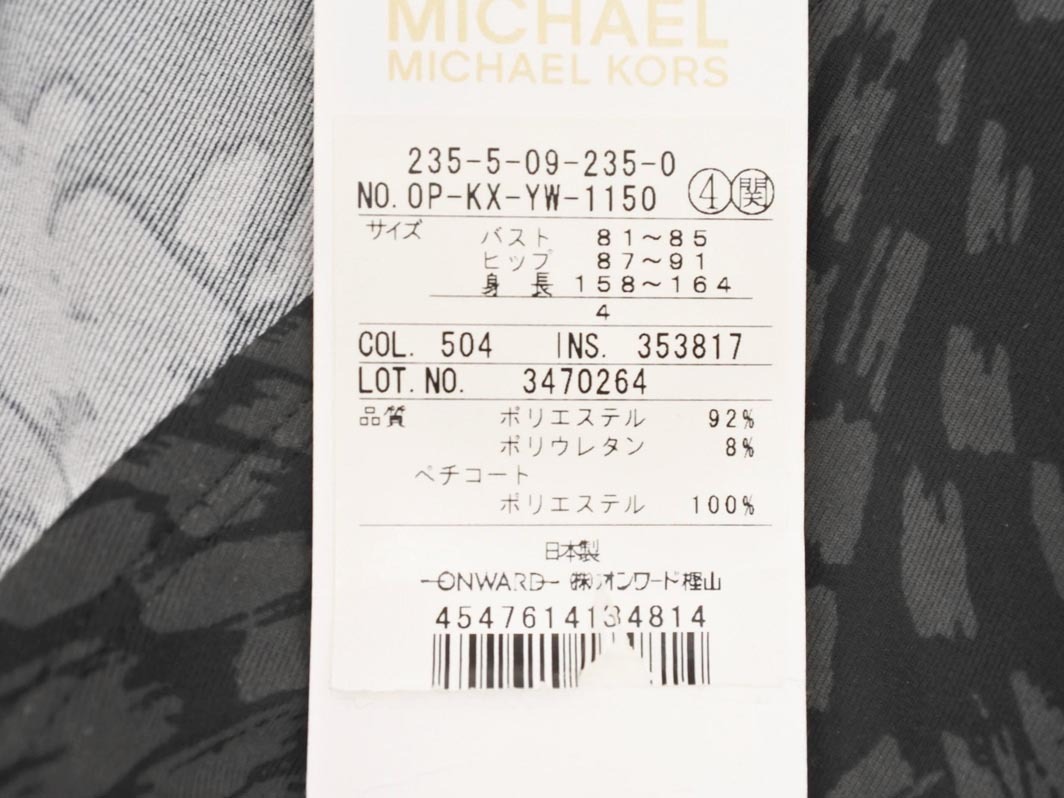 MICHAEL
MICHAEL KORS
235-5-09-235-0
NO. OP-KX-YW-1150 ④ 関
サイズ バスト 81～85
ヒップ 87～91
身長 158～164
4
COL. 504 INS. 353817
LOT. NO. 3470264
品質 ポリエステル 92%
ポリウレタン 8%
ペチコート
ポリエステル 100%
日本製
ONWARD ㈱オンワード樫山
4547614134814